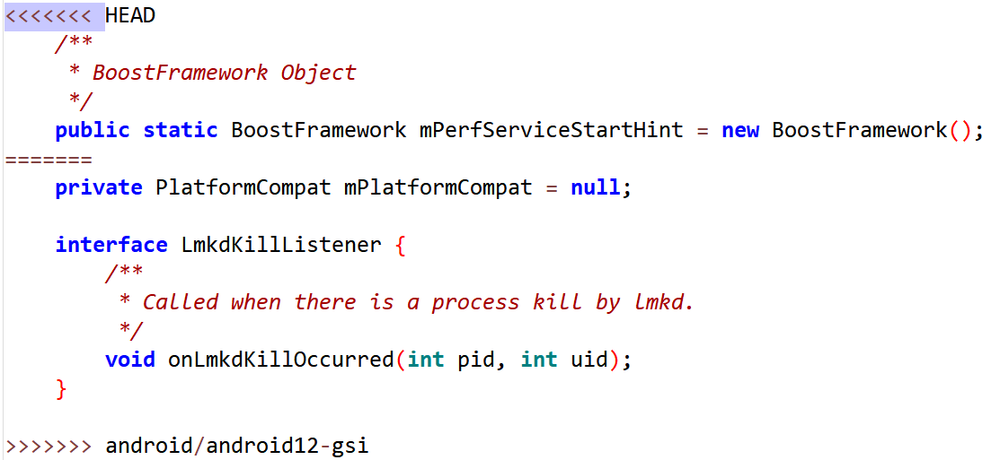 <<<<<<< HEAD
    /**
     * BoostFramework Object
     */
    public static BoostFramework mPerfServiceStartHint = new BoostFramework();
=======
    private PlatformCompat mPlatformCompat = null;

    interface LmkdKillListener {
        /**
         * Called when there is a process kill by lmkd.
         */
        void onLmkdKillOccurred(int pid, int uid);
    }

>>>>>>> android/android12-gsi